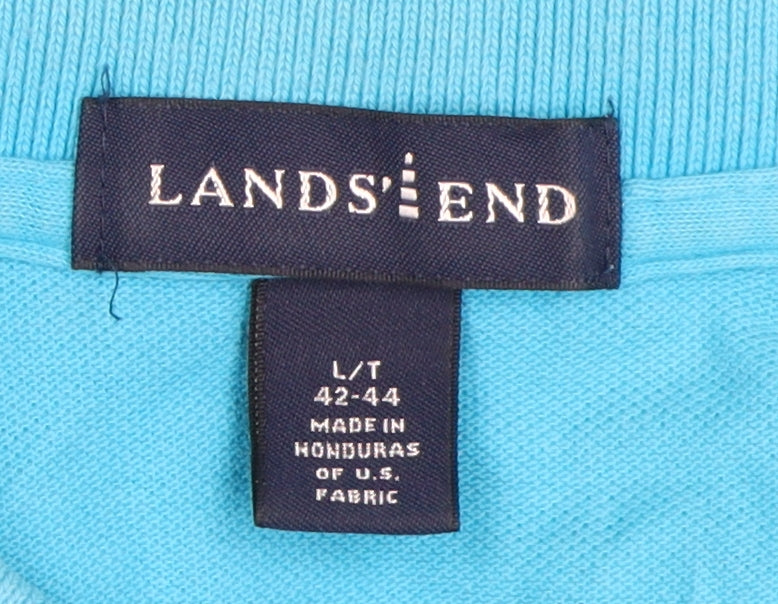 LANDS' END
L/T
42-44
MADE IN
HONDURAS
OF U.S.
FABRIC